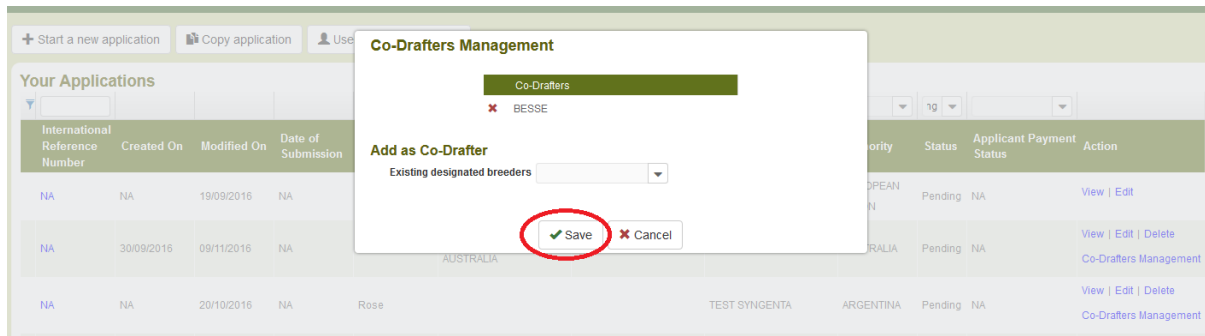 Start a new application
Copy application
Use
Co-Drafters Management
Co-Drafters
BESSE
Add as Co-Drafter
Existing designated breeders
Save
Cancel
Your Applications
ng
International Reference Number
Created On
Modified On
Date of Submission
ority
Status
Applicant Payment Status
Action
NA
NA
19/09/2016
NA
OPEAN
N
Pending
NA
View | Edit
NA
30/09/2016
09/11/2016
NA
AUSTRALIA
TRALIA
Pending
NA
View | Edit | Delete
Co-Drafters Management
NA
NA
20/10/2016
NA
Rose
TEST SYNGENTA
ARGENTINA
Pending
NA
View | Edit | Delete
Co-Drafters Management